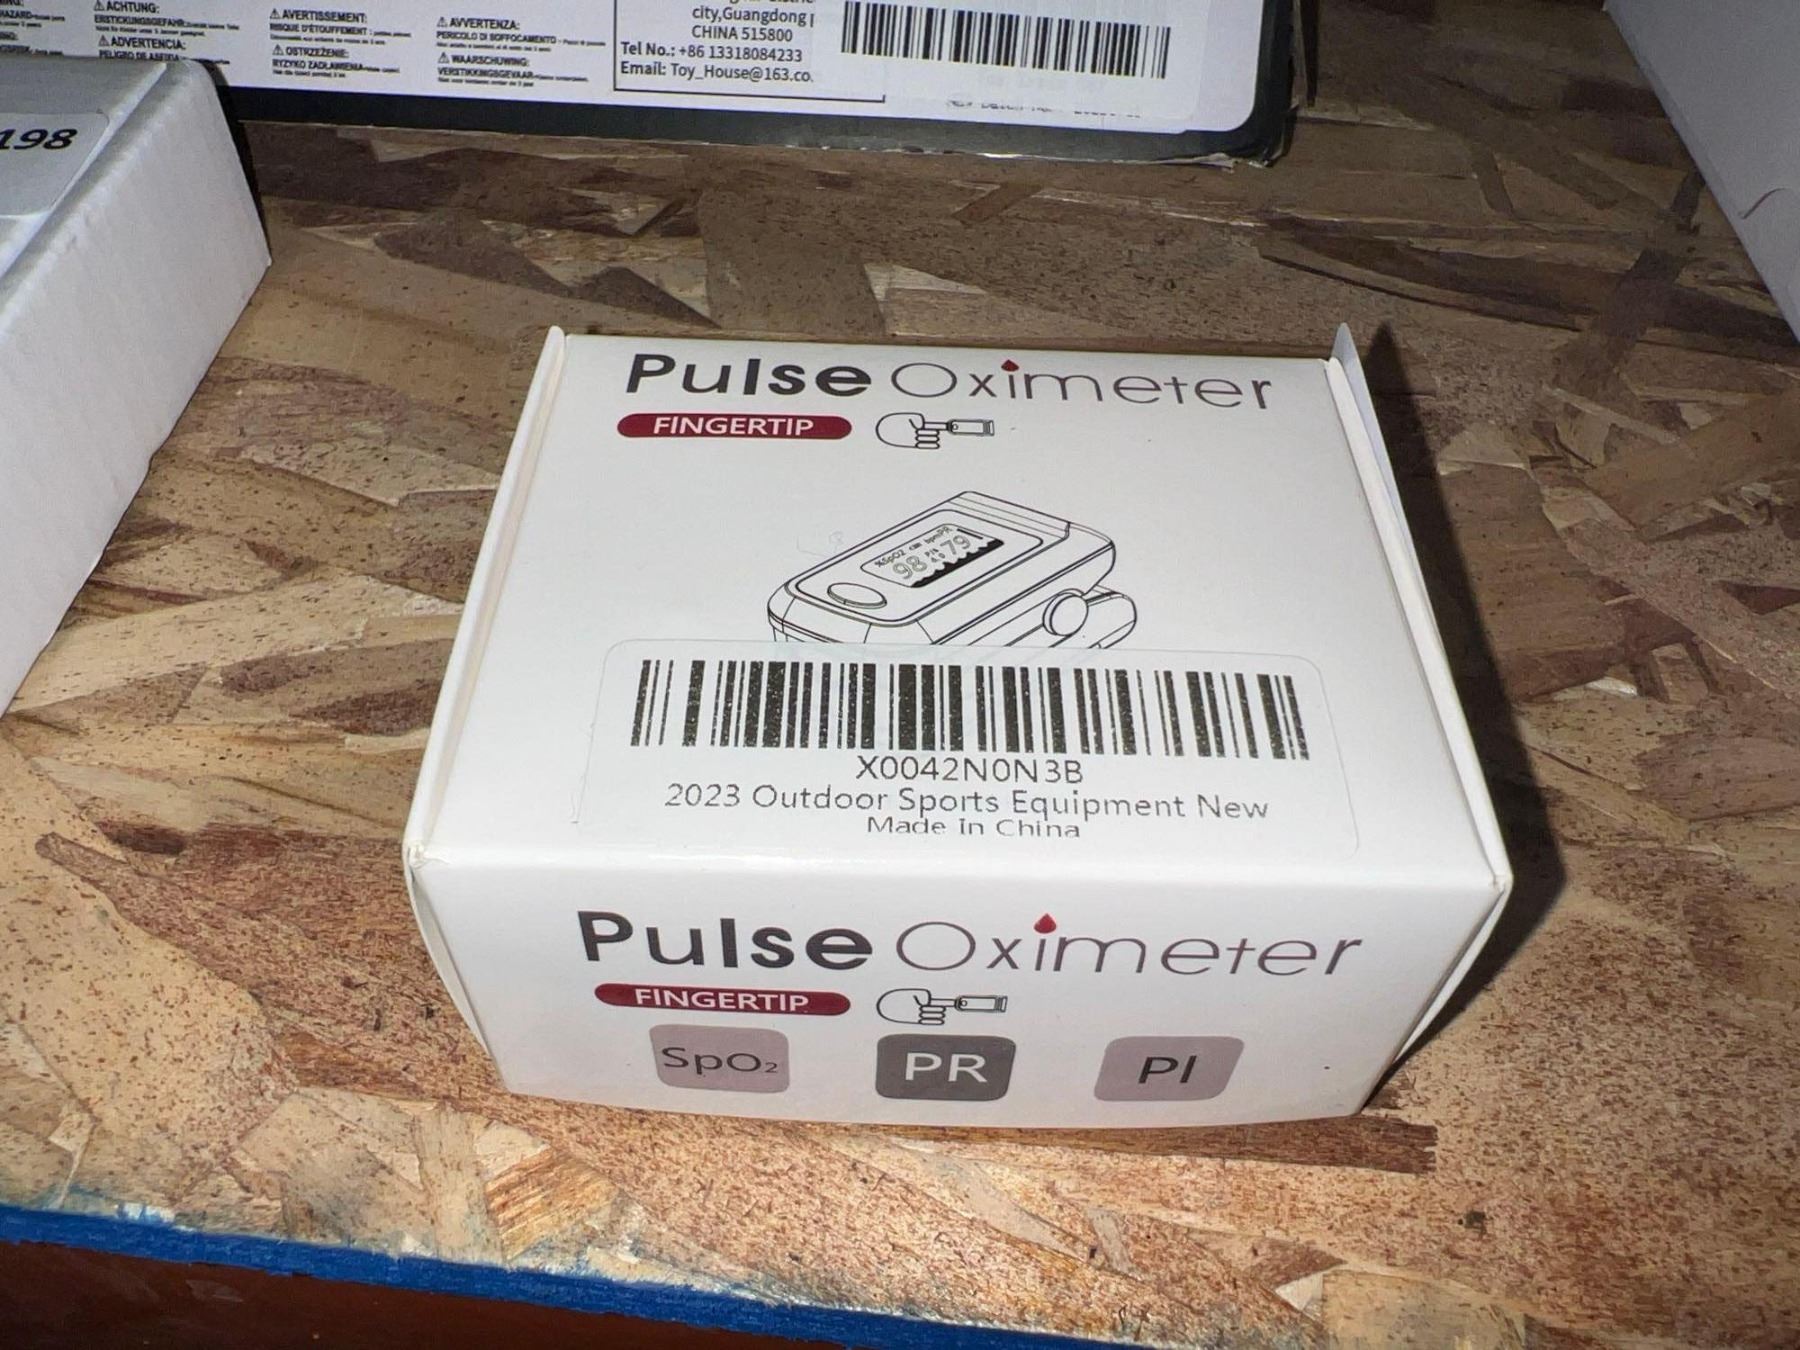 ACHTUNG:
ADVERTENCIA:
AVERTISSEMENT:
OSTRZEŻENIE:
AVVERTENZA:
WAARSCHUWING:
city,Guangdong
CHINA 515800
Tel No.: +86 13318084233
Email: Toy_House@163.co
198
Pulse Oximeter
FINGERTIP
%SpO2 bpmPR
98 79
X0042N0N3B
2023 Outdoor Sports Equipment New
Made In China
Pulse Oximeter
FINGERTIP
SpO₂ PR PI